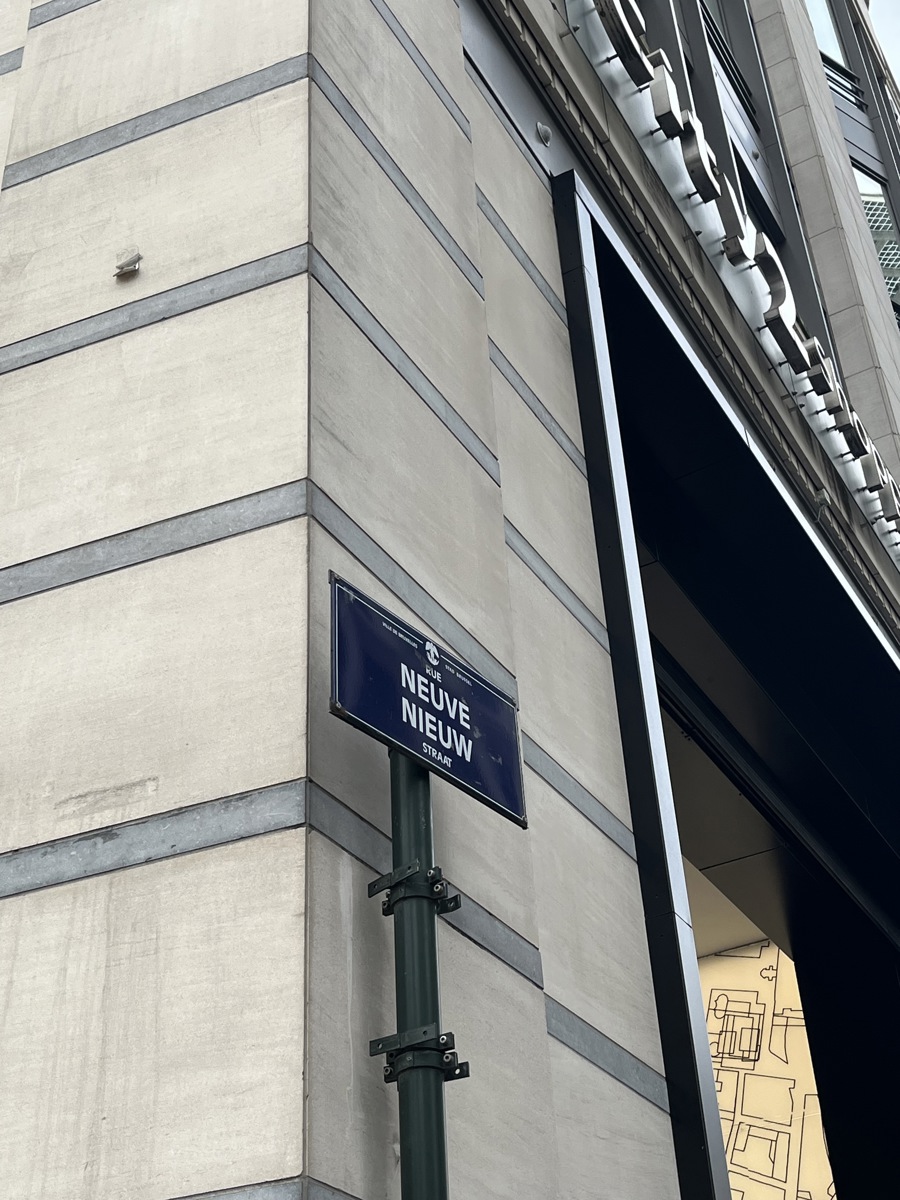 VILLE DE BRUXELLES STAD BRUSSEL
RUE
NEUVE
NIEUW
STRAAT